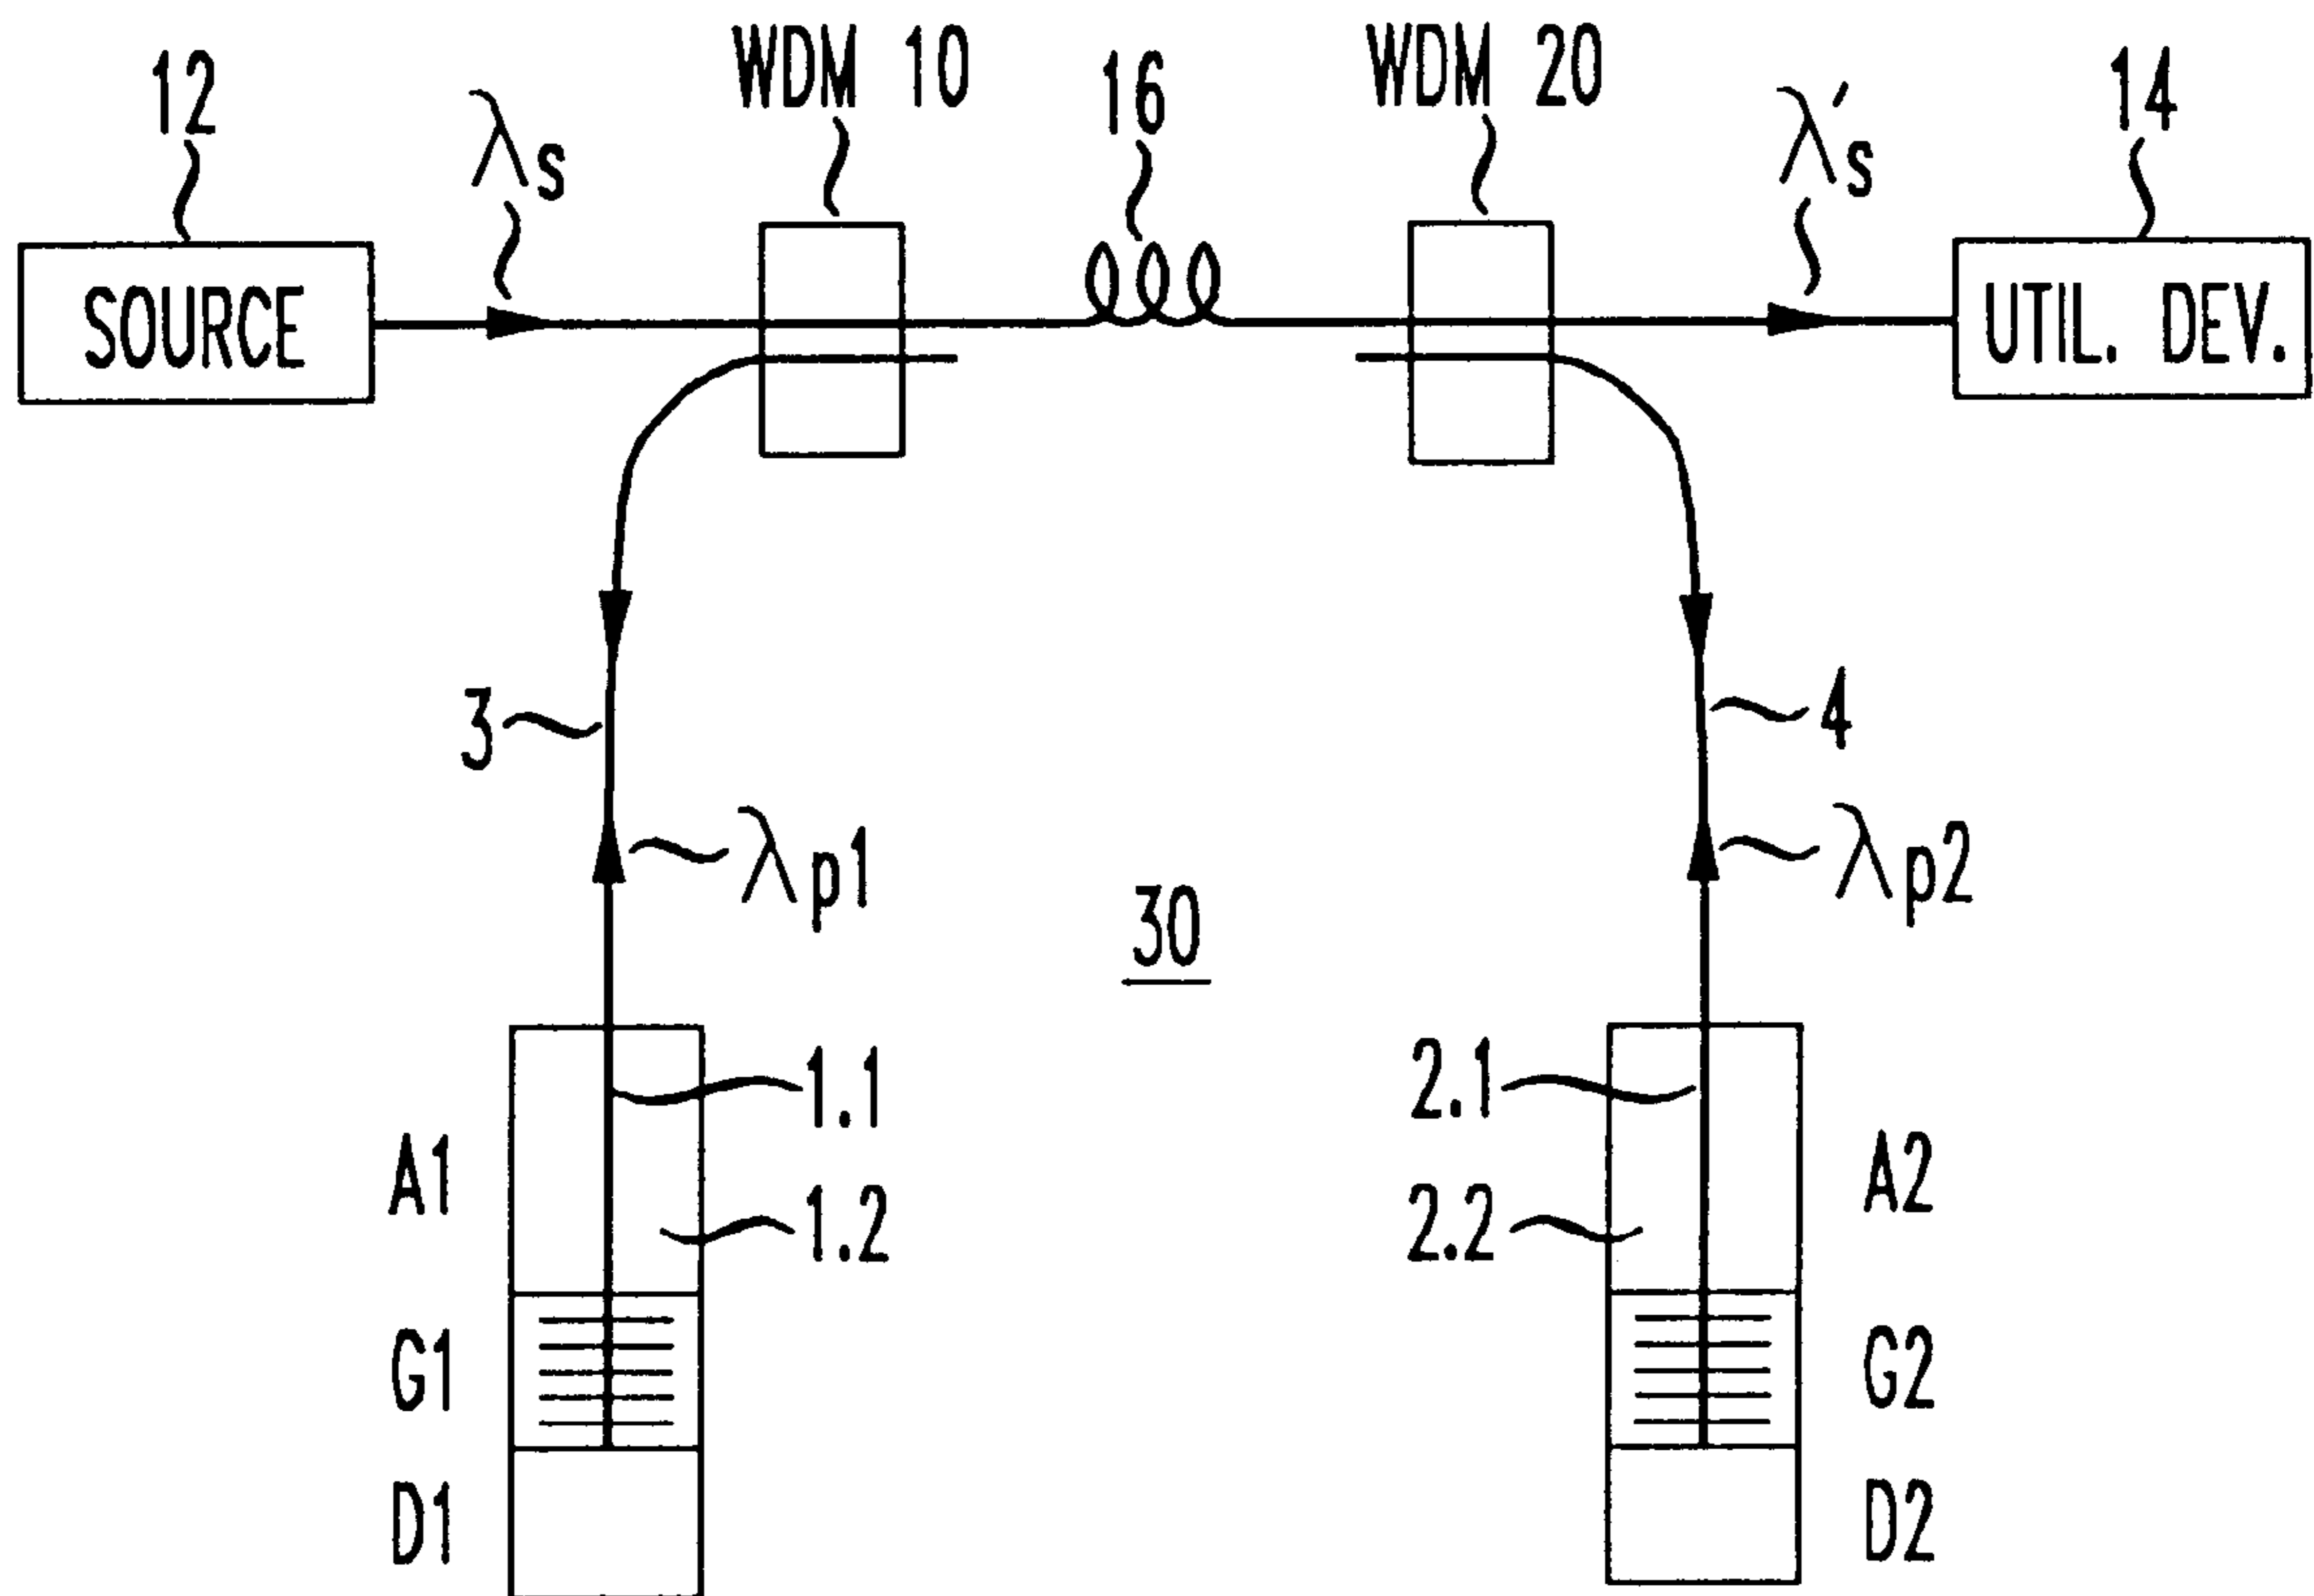 12
λs
WDM 10
16
WDM 20
λ's
14
SOURCE
UTIL. DEV.
3
4
λp1
λp2
30
1.1
2.1
A1
A2
1.2
2.2
G1
G2
D1
D2